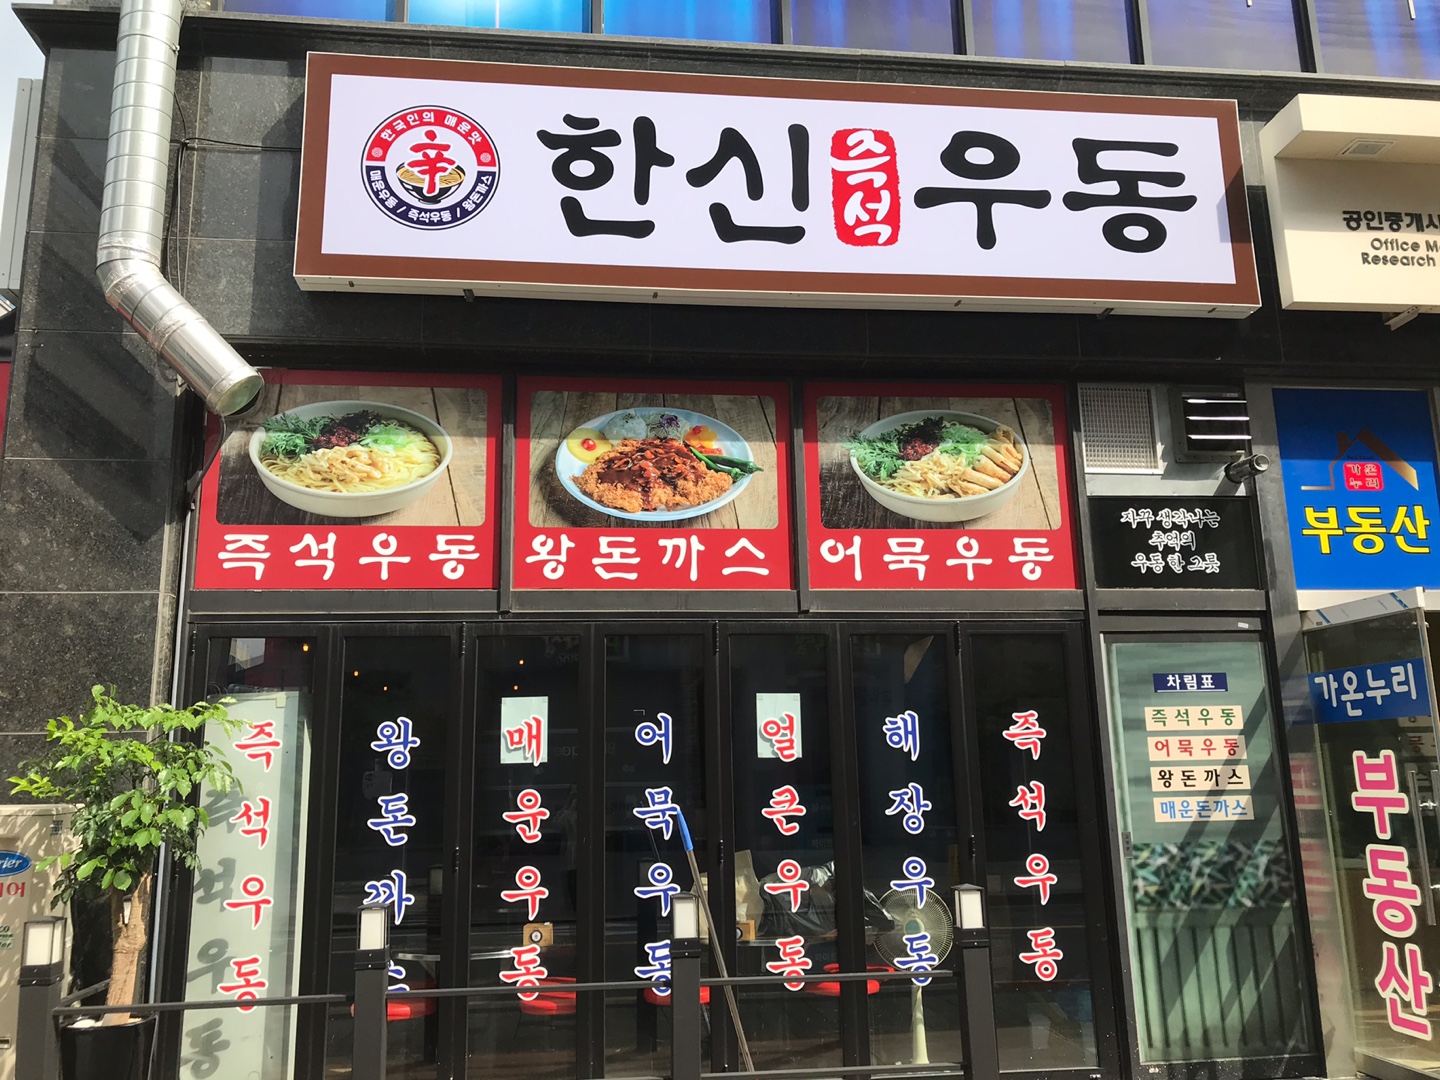 한국인의 매운맛
辛
매운우동 / 즉석우동 / 왕돈까스
한신 즉석 우동
공인중개사
Office M
Research
즉석우동
왕돈까스
어묵우동
자꾸 생각나는
추억의
우동 한 그릇
가온
누리
부동산
차림표
즉석우동
어묵우동
왕돈까스
매운돈까스
가온누리
부동산
즉석우동
왕돈까스
매운우동
어묵우동
얼큰우동
해장우동
즉석우동